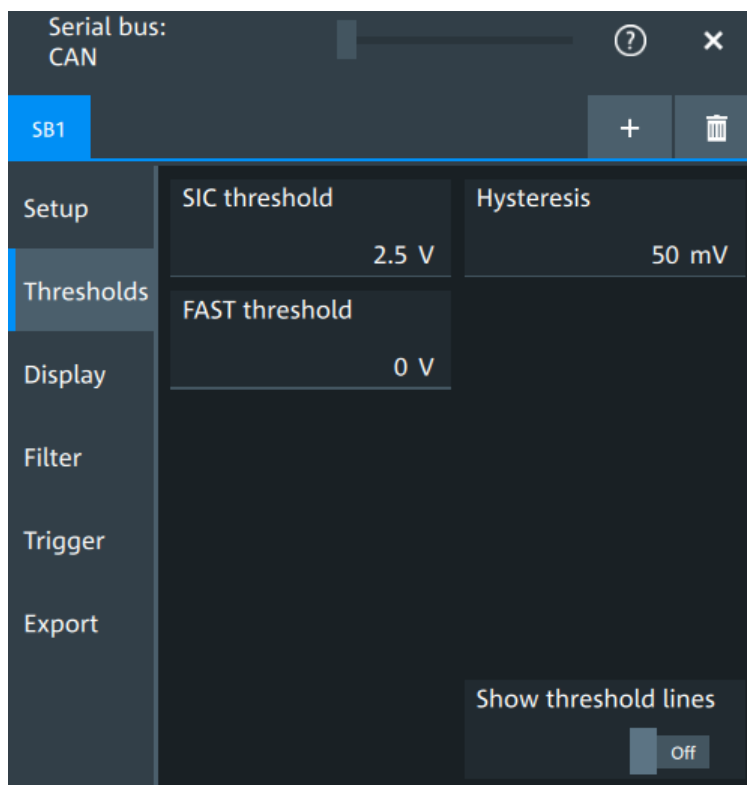 Serial bus:
CAN
?
×
SB1
+
Setup
Thresholds
Display
Filter
Trigger
Export
SIC threshold
2.5 V
Hysteresis
50 mV
FAST threshold
0 V
Show threshold lines
Off